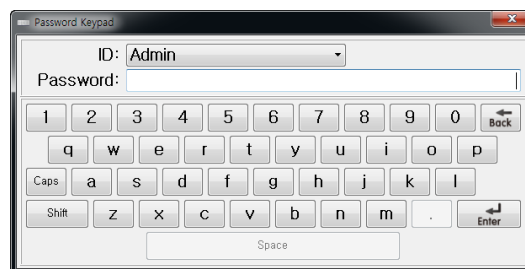 Password Keypad
ID: Admin
Password:
1 2 3 4 5 6 7 8 9 0 Back
q w e r t y u i o p
Caps a s d f g h j k l
Shift z x c v b n m . Enter
Space